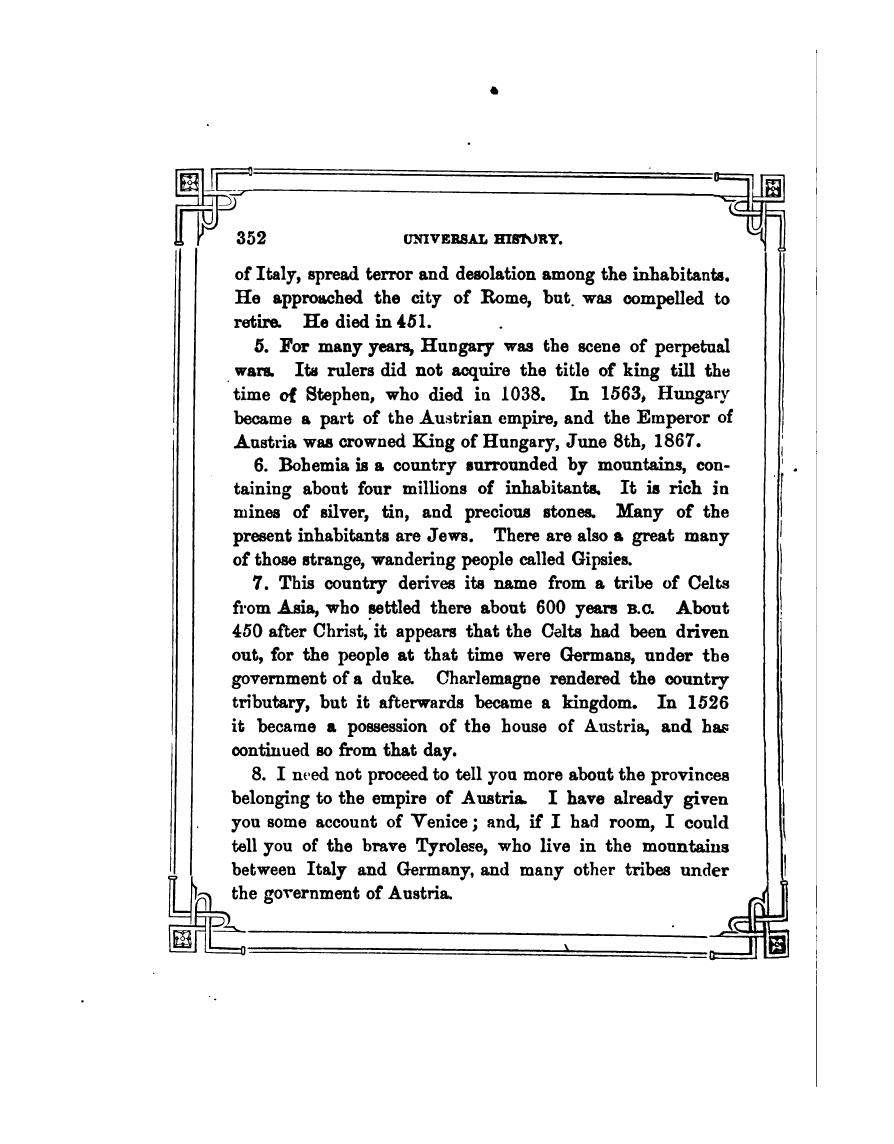 352 UNIVERSAL HISTORY.
of Italy, spread terror and desolation among the inhabitants.
He approached the city of Rome, but was compelled to
retire. He died in 451.
5. For many years, Hungary was the scene of perpetual
wars. Its rulers did not acquire the title of king till the
time of Stephen, who died in 1038. In 1563, Hungary
became a part of the Austrian empire, and the Emperor of
Austria was crowned King of Hungary, June 8th, 1867.
6. Bohemia is a country surrounded by mountains, con-
taining about four millions of inhabitants. It is rich in
mines of silver, tin, and precious stones. Many of the
present inhabitants are Jews. There are also a great many
of those strange, wandering people called Gipsies.
7. This country derives its name from a tribe of Celts
from Asia, who settled there about 600 years B.C. About
450 after Christ, it appears that the Celts had been driven
out, for the people at that time were Germans, under the
government of a duke. Charlemagne rendered the country
tributary, but it afterwards became a kingdom. In 1526
it became a possession of the house of Austria, and has
continued so from that day.
8. I need not proceed to tell you more about the provinces
belonging to the empire of Austria. I have already given
you some account of Venice; and, if I had room, I could
tell you of the brave Tyrolese, who live in the mountains
between Italy and Germany, and many other tribes under
the government of Austria.